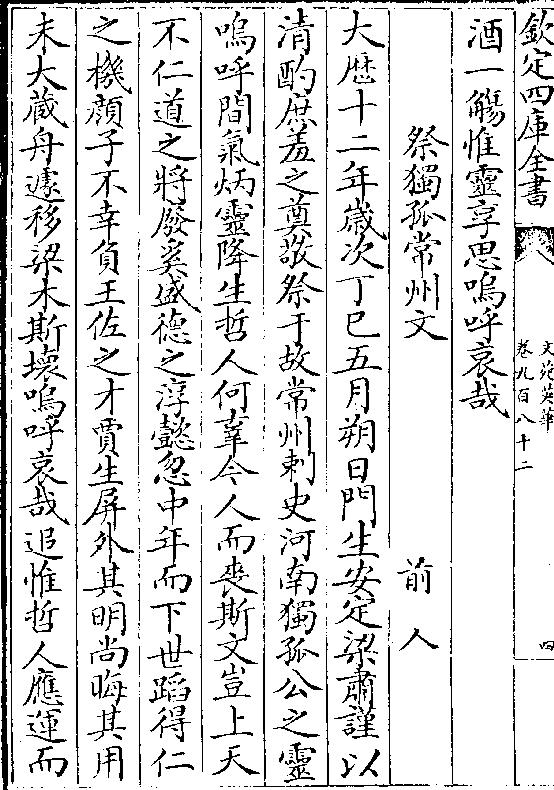 欽定四庫全書
文苑英華
卷九百八十二
四
酒一觴惟靈享思嗚呼哀哉
祭獨孤常州文
前人
大歴十二年嵗次丁巳五月朔日門生安定梁肅謹以
清酌庶羞之奠敬祭于故常州刺史河南獨孤公之靈
嗚呼間氣炳靈降生哲人何辜今人而喪斯文豈上天
不仁道之將廢奚盛德之淳懿忽中年而下世蹈得仁
之機顔子不幸負王佐之才賈生屏外其明尚晦其用
未大藏舟遽移梁木斯壞嗚呼哀哉追惟哲人應運而